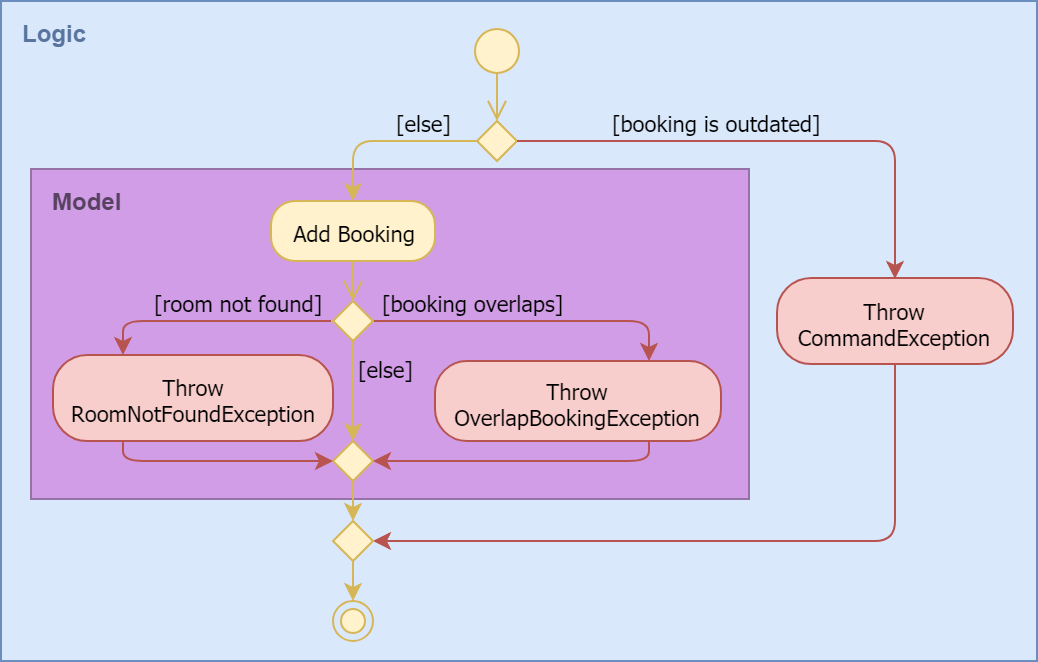 Logic
[else]
[booking is outdated]
Model
Add Booking
[room not found]
[booking overlaps]
Throw
CommandException
[else]
Throw
RoomNotFoundException
Throw
OverlapBookingException